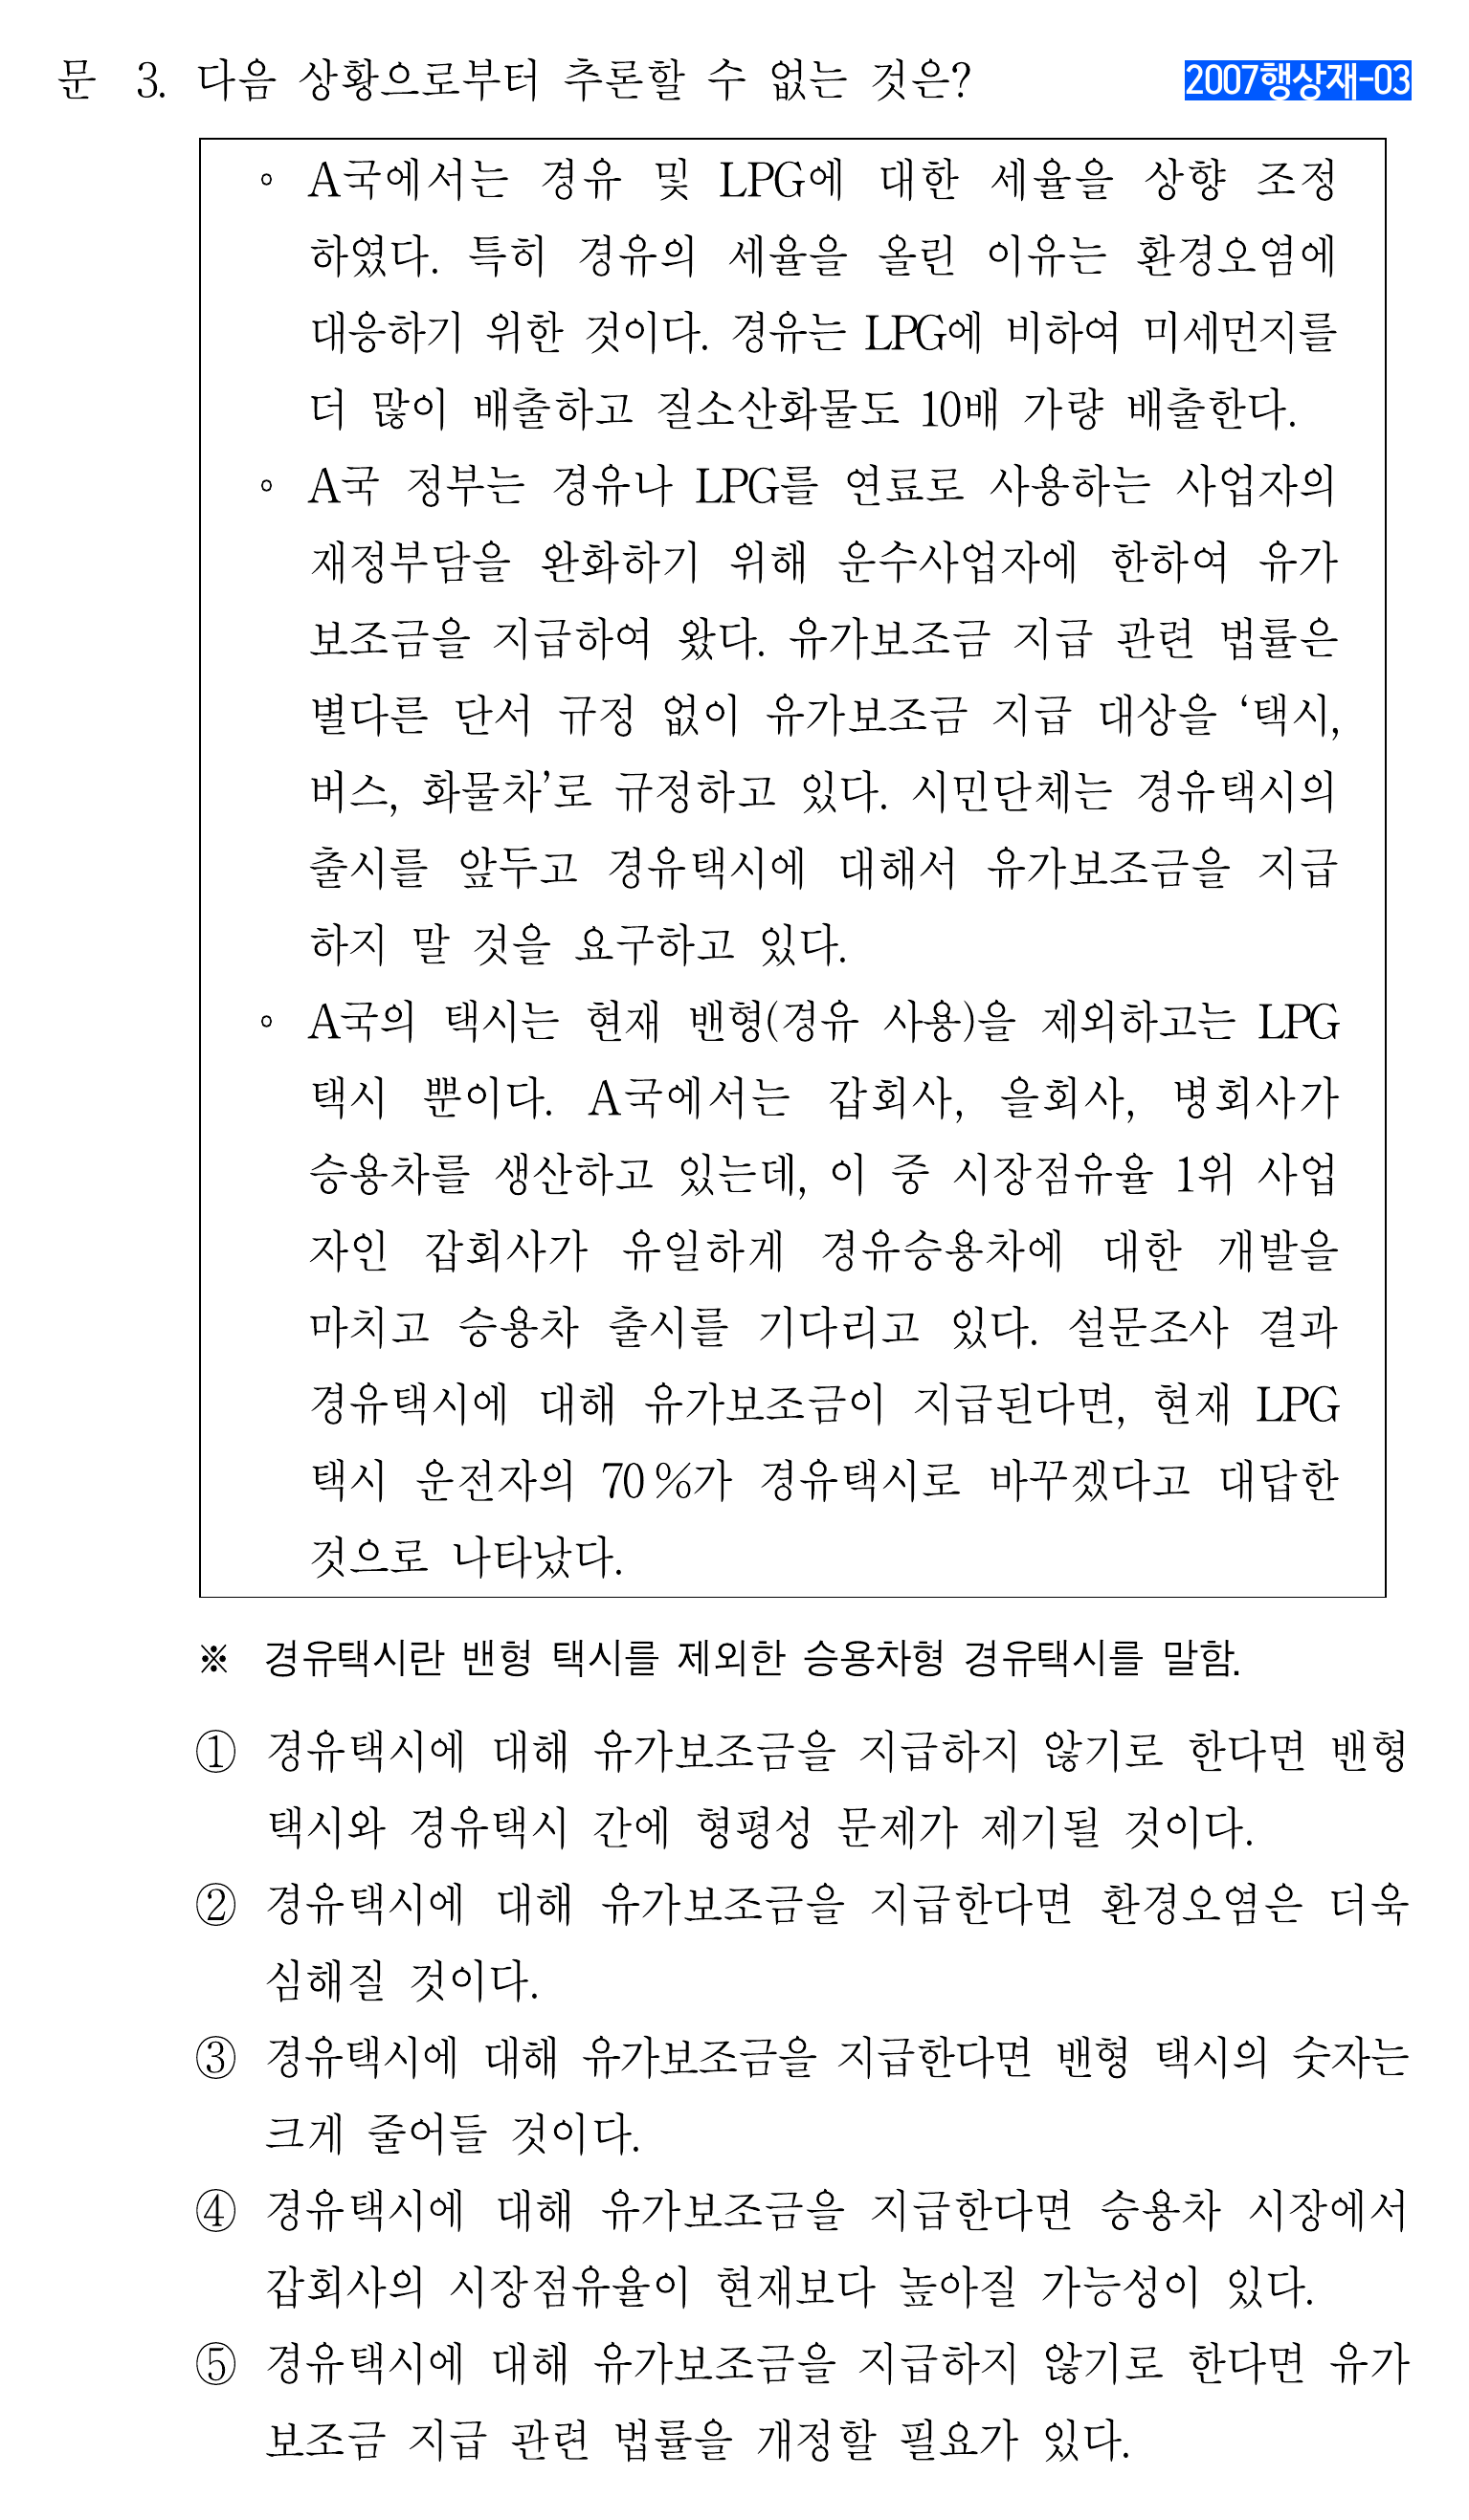 문 3. 다음 상황으로부터 추론할 수 없는 것은?
2007행상재-03
◦ A국에서는 경유 및 LPG에 대한 세율을 상향 조정
하였다. 특히 경유의 세율을 올린 이유는 환경오염에
대응하기 위한 것이다. 경유는 LPG에 비하여 미세먼지를
더 많이 배출하고 질소산화물도 10배 가량 배출한다.
◦ A국 정부는 경유나 LPG를 연료로 사용하는 사업자의
재정부담을 완화하기 위해 운수사업자에 한하여 유가
보조금을 지급하여 왔다. 유가보조금 지급 관련 법률은
별다른 단서 규정 없이 유가보조금 지급 대상을 ‘택시,
버스, 화물차’로 규정하고 있다. 시민단체는 경유택시의
출시를 앞두고 경유택시에 대해서 유가보조금을 지급
하지 말 것을 요구하고 있다.
◦ A국의 택시는 현재 밴형(경유 사용)을 제외하고는 LPG
택시 뿐이다. A국에서는 갑회사, 을회사, 병회사가
승용차를 생산하고 있는데, 이 중 시장점유율 1위 사업
자인 갑회사가 유일하게 경유승용차에 대한 개발을
마치고 승용차 출시를 기다리고 있다. 설문조사 결과
경유택시에 대해 유가보조금이 지급된다면, 현재 LPG
택시 운전자의 70 %가 경유택시로 바꾸겠다고 대답한
것으로 나타났다.
※ 경유택시란 밴형 택시를 제외한 승용차형 경유택시를 말함.
① 경유택시에 대해 유가보조금을 지급하지 않기로 한다면 밴형
택시와 경유택시 간에 형평성 문제가 제기될 것이다.
② 경유택시에 대해 유가보조금을 지급한다면 환경오염은 더욱
심해질 것이다.
③ 경유택시에 대해 유가보조금을 지급한다면 밴형 택시의 숫자는
크게 줄어들 것이다.
④ 경유택시에 대해 유가보조금을 지급한다면 승용차 시장에서
갑회사의 시장점유율이 현재보다 높아질 가능성이 있다.
⑤ 경유택시에 대해 유가보조금을 지급하지 않기로 한다면 유가
보조금 지급 관련 법률을 개정할 필요가 있다.